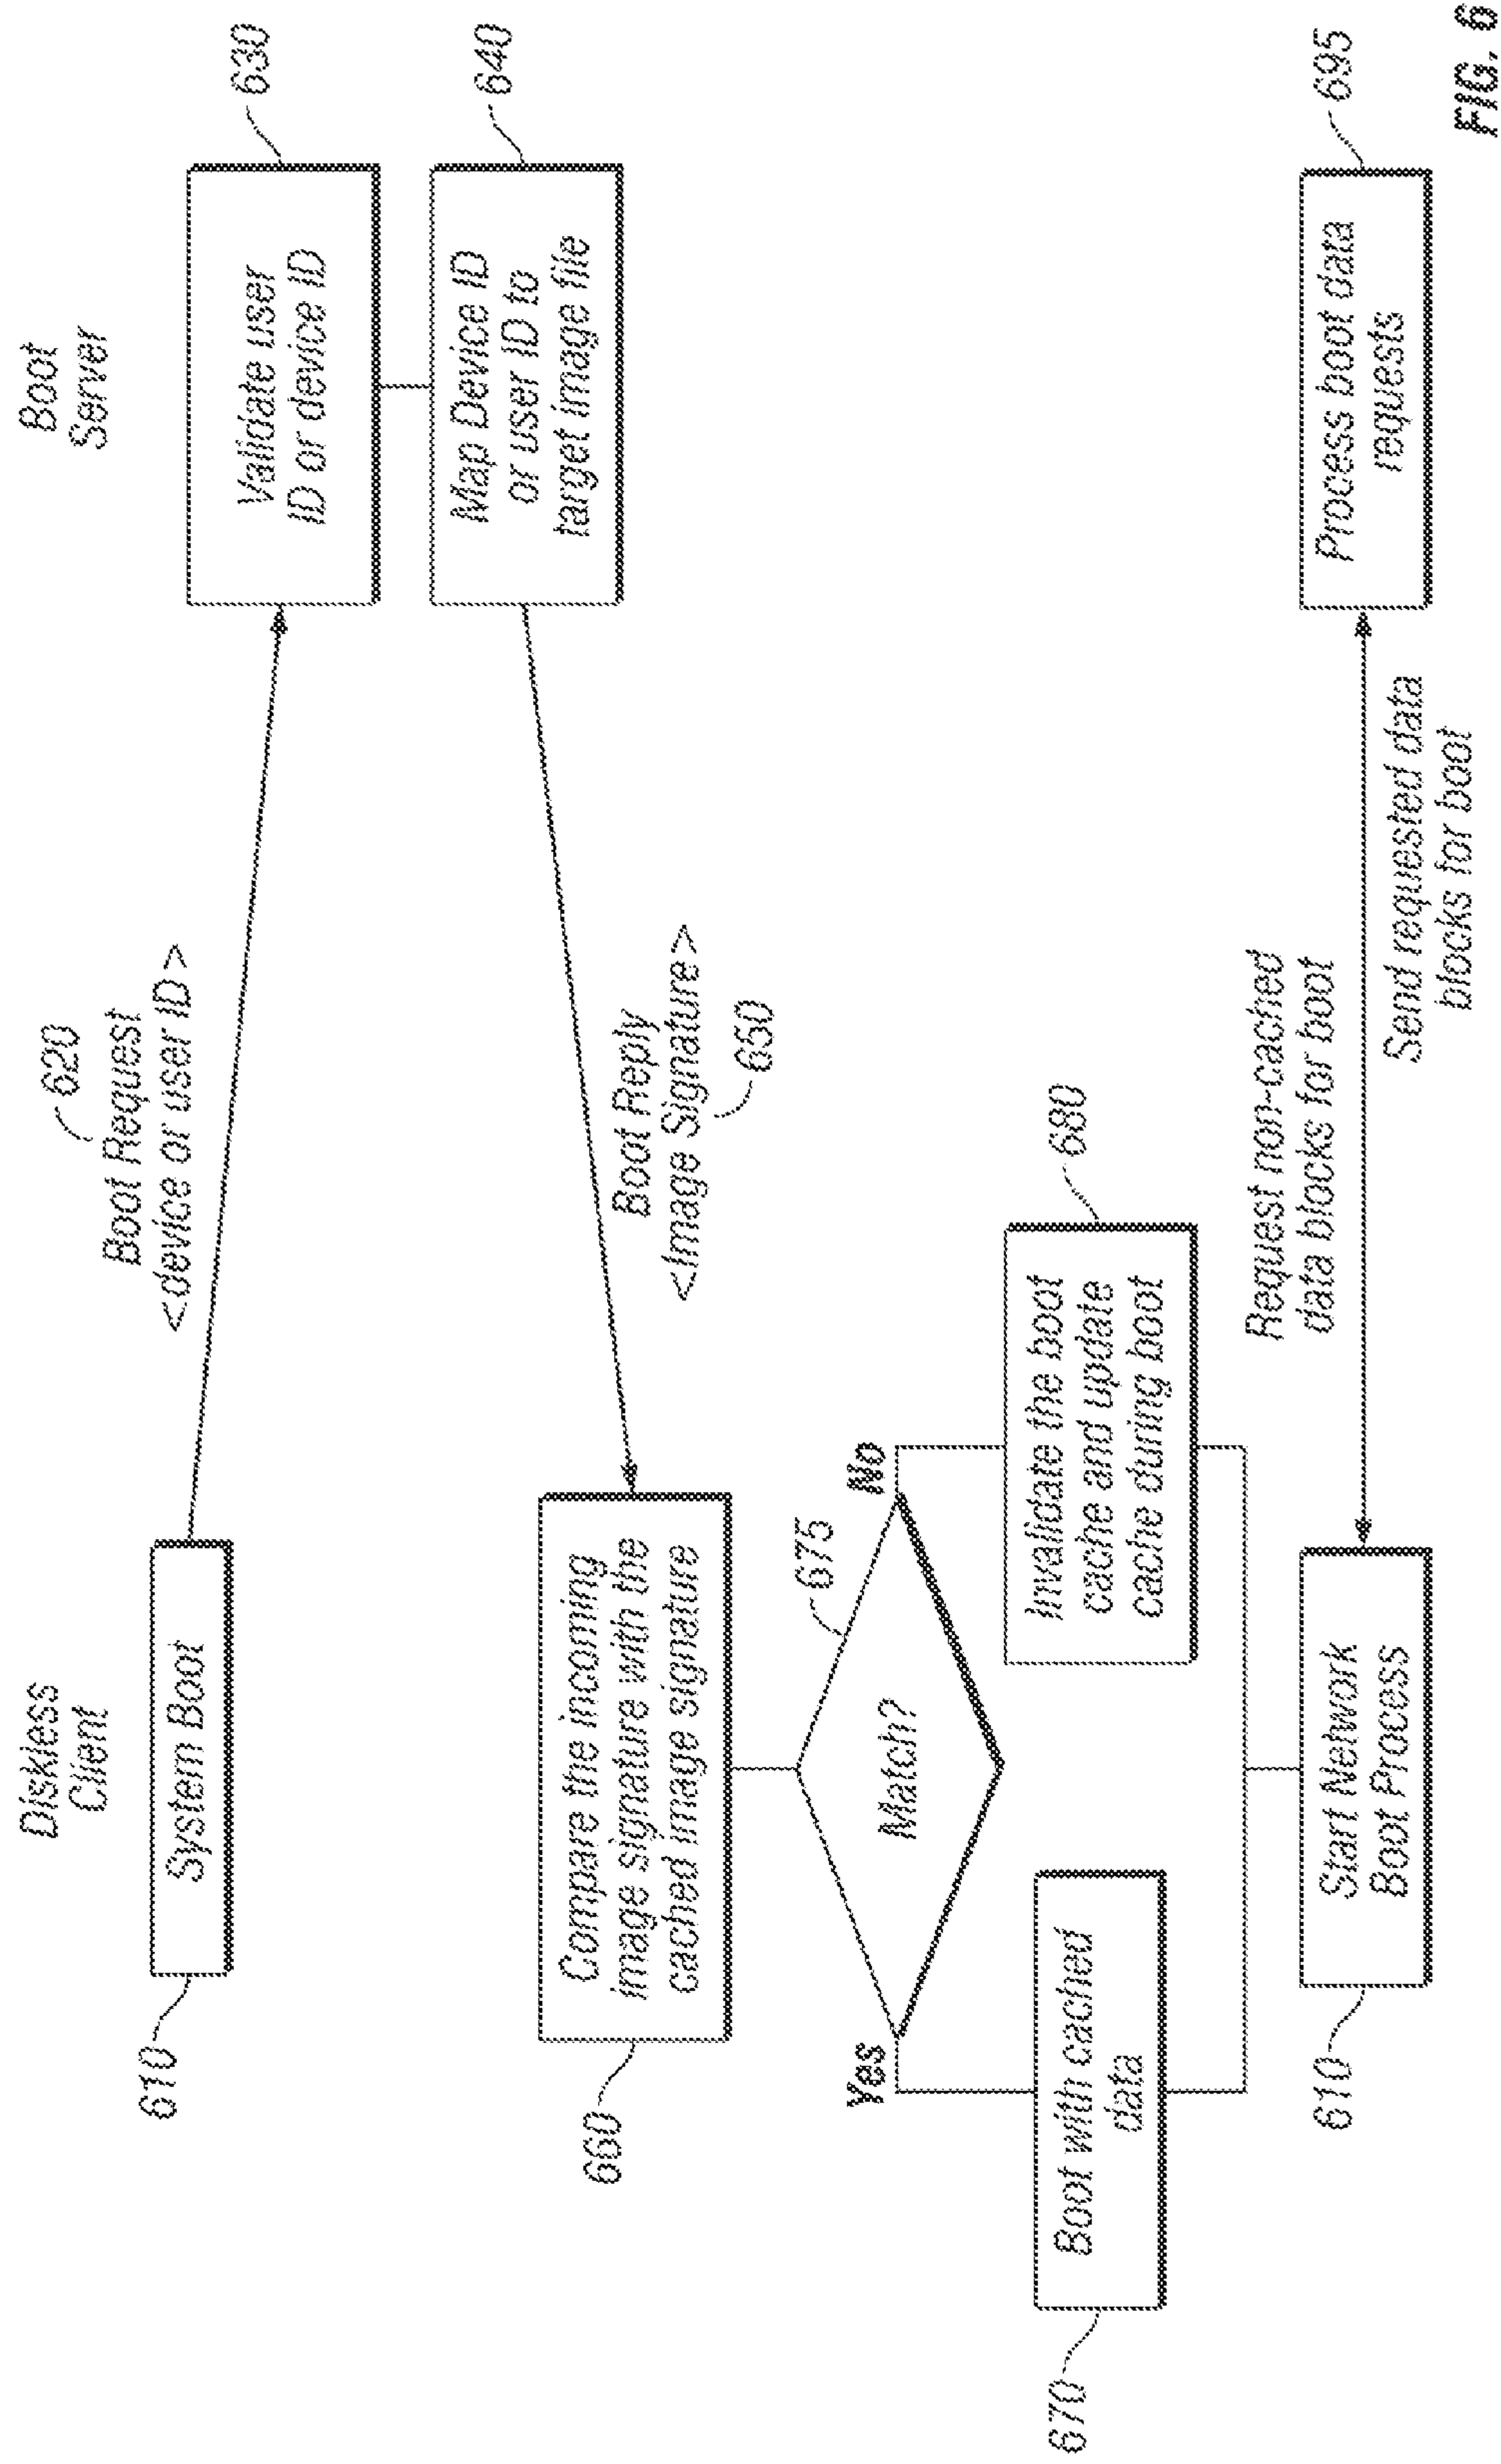 Diskless
Client
Boot
Server
610
System Boot
620
Boot Request
<device or user ID>
Validate user
ID or device ID
630
Map Device ID
or user ID to
target image file
640
Boot Reply
<Image Signature>
650
660
Compare the incoming
image signature with the
cached image signature
675
Match?
Yes
No
670
Boot with cached
data
680
Invalidate the boot
cache and update
cache during boot
610
Start Network
Boot Process
Request non-cached
data blocks for boot
Send requested data
blocks for boot
Process boot data
requests
695
FIG. 6